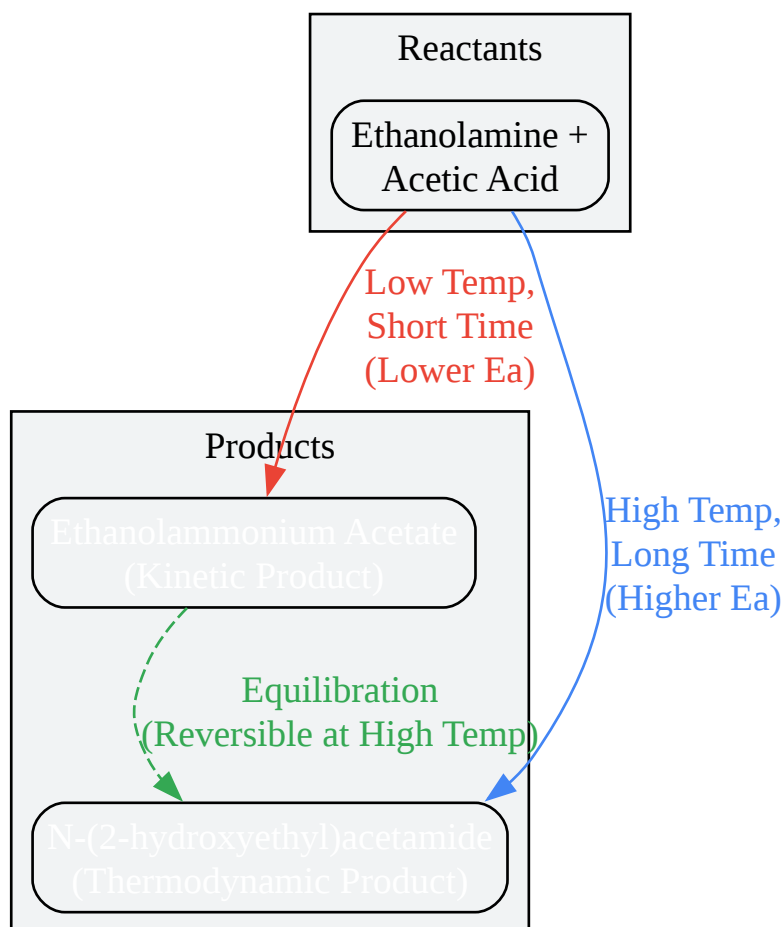 Reactants
Ethanolamine +
Acetic Acid
Low Temp,
Short Time
(Lower Ea)
Products
Ethanolammonium Acetate
(Kinetic Product)
High Temp,
Long Time
(Higher Ea)
Equilibration
(Reversible at High Temp)
N-(2-hydroxyethyl)acetamide
(Thermodynamic Product)